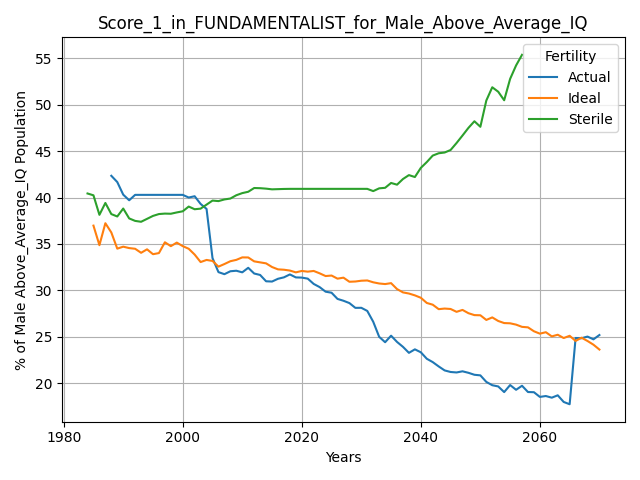 Score_1_in_FUNDAMENTALIST_for_Male_Above_Average_IQ
% of Male Above_Average_IQ Population
55
50
45
40
35
30
25
20
Fertility
Actual
Ideal
Sterile
1980
2000
2020
2040
2060
Years